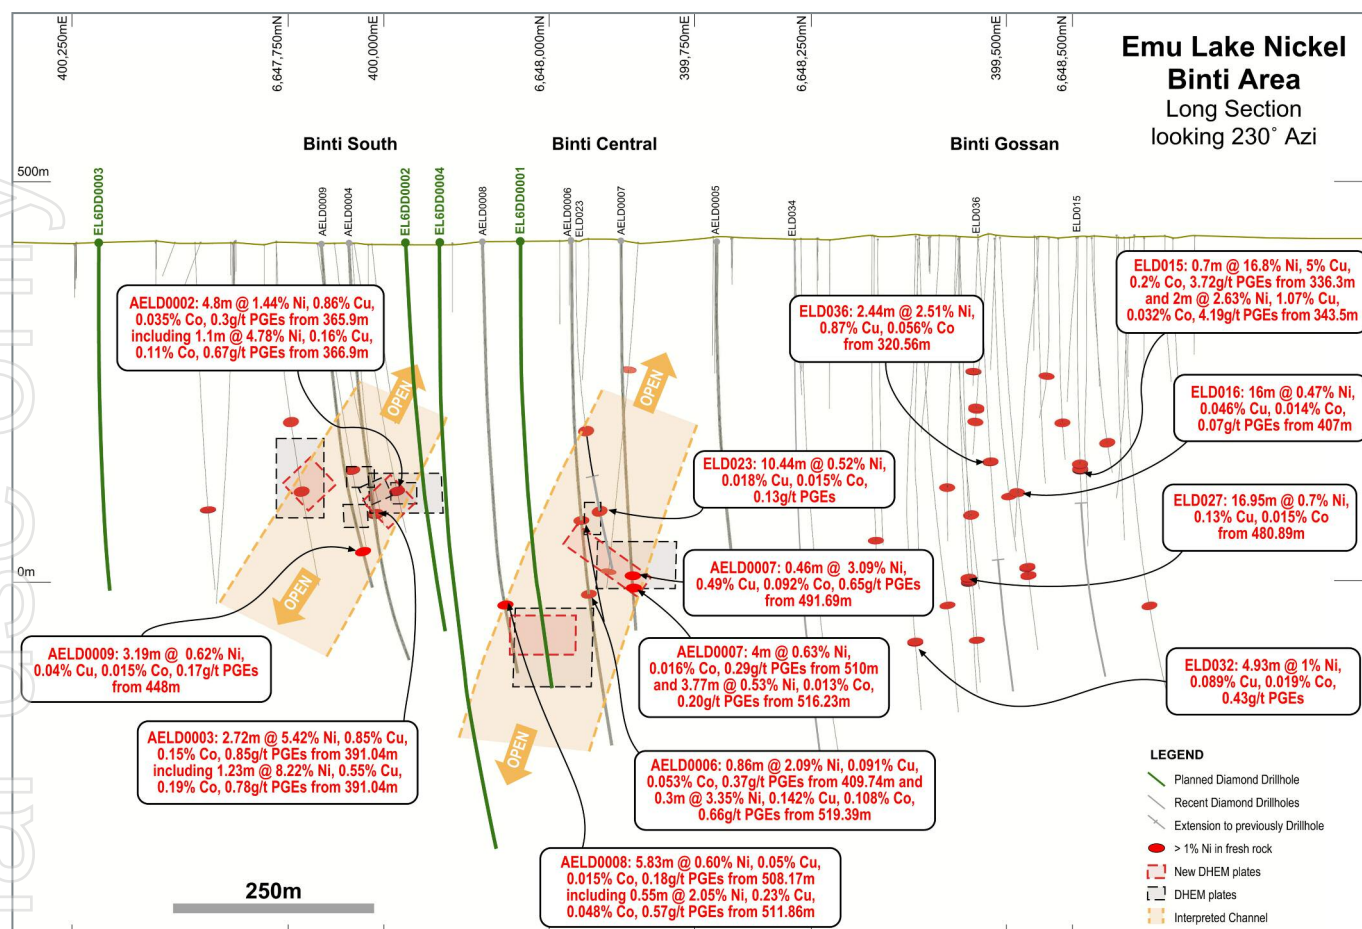 400,250mE
6,647,750mN
400,000mE
6,648,000mN
399,750mE
6,648,250mN
399,500mE
6,648,500mN
Emu Lake Nickel
Binti Area
Long Section
looking 230° Azi
Binti South
Binti Central
Binti Gossan
500m
EL6DD0003
AELD0009
AELD0004
EL6DD0002
EL6DD0004
AELD0008
EL6DD0001
AELD0006
ELD023
AELD0007
AELD0005
ELD034
ELD036
ELD015
AELD0002: 4.8m @ 1.44% Ni, 0.86% Cu,
0.035% Co, 0.3g/t PGEs from 365.9m
including 1.1m @ 4.78% Ni, 0.16% Cu,
0.11% Co, 0.67g/t PGEs from 366.9m
ELD036: 2.44m @ 2.51% Ni,
0.87% Cu, 0.056% Co
from 320.56m
ELD015: 0.7m @ 16.8% Ni, 5% Cu,
0.2% Co, 3.72g/t PGEs from 336.3m
and 2m @ 2.63% Ni, 1.07% Cu,
0.032% Co, 4.19g/t PGEs from 343.5m
OPEN
OPEN
ELD016: 16m @ 0.47% Ni,
0.046% Cu, 0.014% Co,
0.07g/t PGEs from 407m
ELD023: 10.44m @ 0.52% Ni,
0.018% Cu, 0.015% Co,
0.13g/t PGEs
ELD027: 16.95m @ 0.7% Ni,
0.13% Cu, 0.015% Co
from 480.89m
0m
OPEN
AELD0007: 0.46m @ 3.09% Ni,
0.49% Cu, 0.092% Co, 0.65g/t PGEs
from 491.69m
AELD0009: 3.19m @ 0.62% Ni,
0.04% Cu, 0.015% Co, 0.17g/t PGEs
from 448m
AELD0007: 4m @ 0.63% Ni,
0.016% Co, 0.29g/t PGEs from 510m
and 3.77m @ 0.53% Ni, 0.013% Co,
0.20g/t PGEs from 516.23m
ELD032: 4.93m @ 1% Ni,
0.089% Cu, 0.019% Co,
0.43g/t PGEs
AELD0003: 2.72m @ 5.42% Ni, 0.85% Cu,
0.15% Co, 0.85g/t PGEs from 391.04m
including 1.23m @ 8.22% Ni, 0.55% Cu,
0.19% Co, 0.78g/t PGEs from 391.04m
OPEN
AELD0006: 0.86m @ 2.09% Ni, 0.091% Cu,
0.053% Co, 0.37g/t PGEs from 409.74m and
0.3m @ 3.35% Ni, 0.142% Cu, 0.108% Co,
0.66g/t PGEs from 519.39m
AELD0008: 5.83m @ 0.60% Ni, 0.05% Cu,
0.015% Co, 0.18g/t PGEs from 508.17m
including 0.55m @ 2.05% Ni, 0.23% Cu,
0.048% Co, 0.57g/t PGEs from 511.86m
250m
LEGEND
Planned Diamond Drillhole
Recent Diamond Drillholes
Extension to previously Drillhole
> 1% Ni in fresh rock
New DHEM plates
DHEM plates
Interpreted Channel